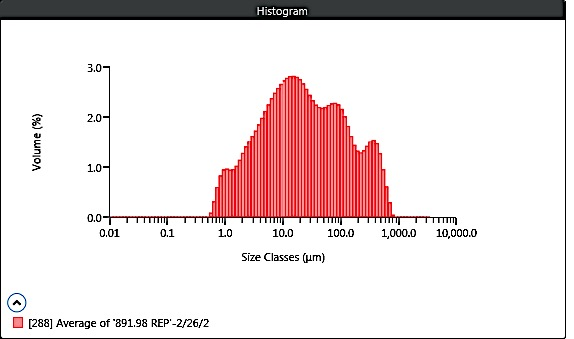 Histogram
3.0
2.0
Volume (%)
1.0
0.0
0.01 0.1 1.0 10.0 100.0 1,000.0 10,000.0
Size Classes (µm)
[288] Average of '891.98 REP'-2/26/2